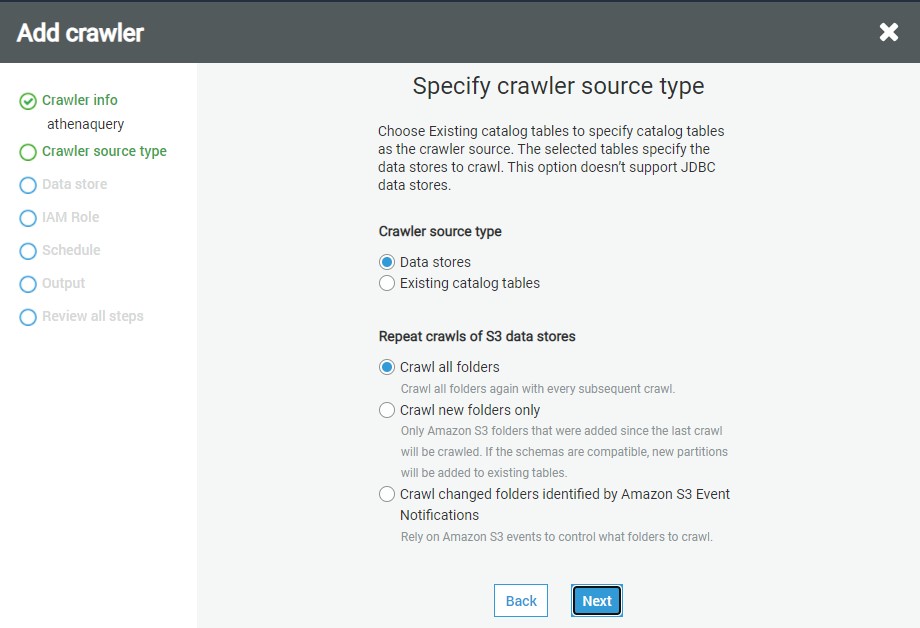 Add crawler
Crawler info
athenaquery
Crawler source type
Data store
IAM Role
Schedule
Output
Review all steps
Specify crawler source type
Choose Existing catalog tables to specify catalog tables
as the crawler source. The selected tables specify the
data stores to crawl. This option doesn't support JDBC
data stores.
Crawler source type
Data stores
Existing catalog tables
Repeat crawls of S3 data stores
Crawl all folders
Crawl all folders again with every subsequent crawl.
Crawl new folders only
Only Amazon S3 folders that were added since the last crawl
will be crawled. If the schemas are compatible, new partitions
will be added to existing tables.
Crawl changed folders identified by Amazon S3 Event
Notifications
Rely on Amazon S3 events to control what folders to crawl.
Back
Next